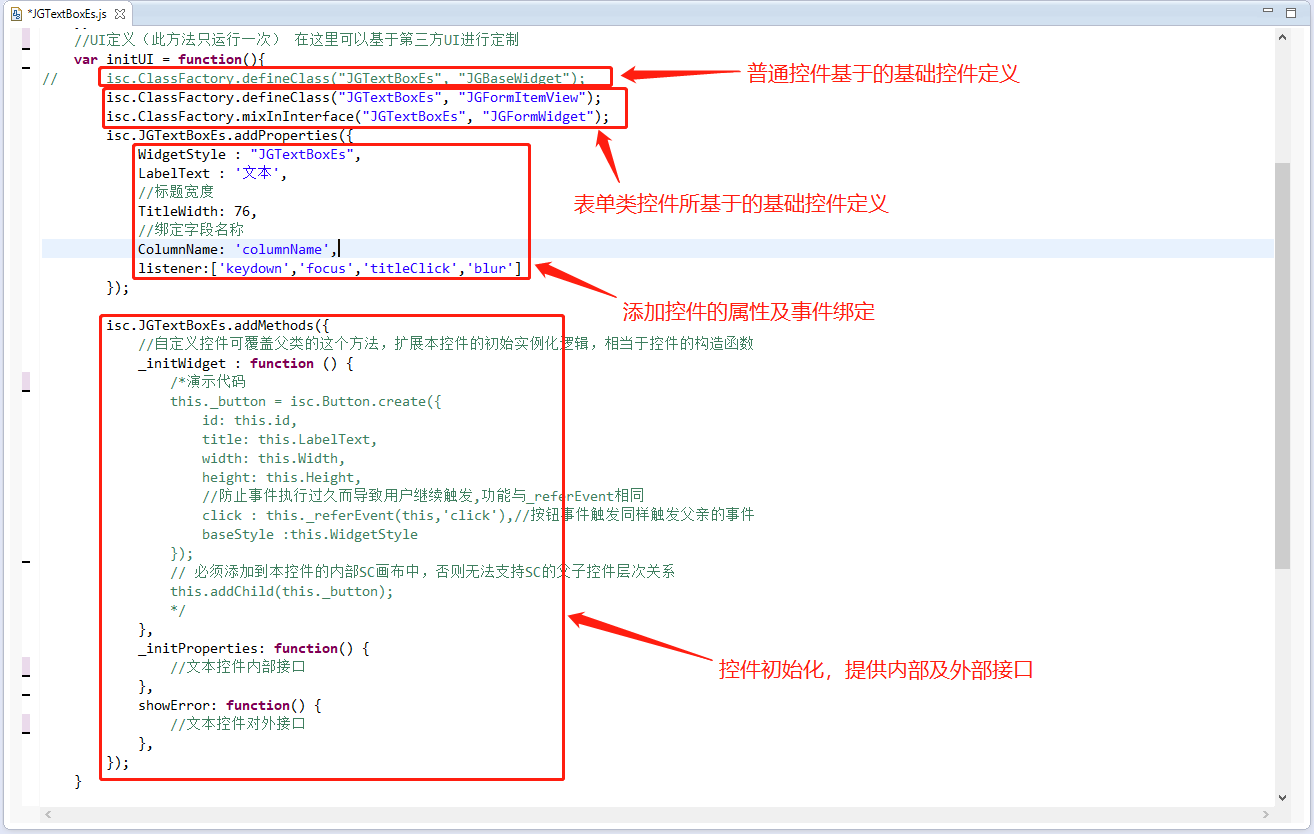 *JGTextBoxEs.js
//UI定义（此方法只运行一次） 在这里可以基于第三方UI进行定制
var initUI = function(){
// isc.ClassFactory.defineClass("JGTextBoxEs", "JGBaseWidget");
普通控件基于的基础控件定义
isc.ClassFactory.defineClass("JGTextBoxEs", "JGFormItemView");
isc.ClassFactory.mixInInterface("JGTextBoxEs", "JGFormWidget");
isc.JGTextBoxEs.addProperties({
WidgetStyle : "JGTextBoxEs",
LabelText : '文本',
//标题宽度
TitleWidth: 76,
表单类控件所基于的基础控件定义
//绑定字段名称
ColumnName: 'columnName',
listener:['keydown','focus','titleClick','blur']
});
添加控件的属性及事件绑定
isc.JGTextBoxEs.addMethods({
//自定义控件可覆盖父类的这个方法，扩展本控件的初始实例化逻辑，相当于控件的构造函数
_initWidget : function () {
/*演示代码
this._button = isc.Button.create({
id: this.id,
title: this.LabelText,
width: this.Width,
height: this.Height,
//防止事件执行过久而导致用户继续触发,功能与_referEvent相同
click : this._referEvent(this,'click'),//按钮事件触发同样触发父亲的事件
baseStyle :this.WidgetStyle
});
// 必须添加到本控件的内部SC画布中，否则无法支持SC的父子控件层次关系
this.addChild(this._button);
*/
},
_initProperties: function() {
//文本控件内部接口
控件初始化，提供内部及外部接口
},
showError: function() {
//文本控件对外接口
},
});
}